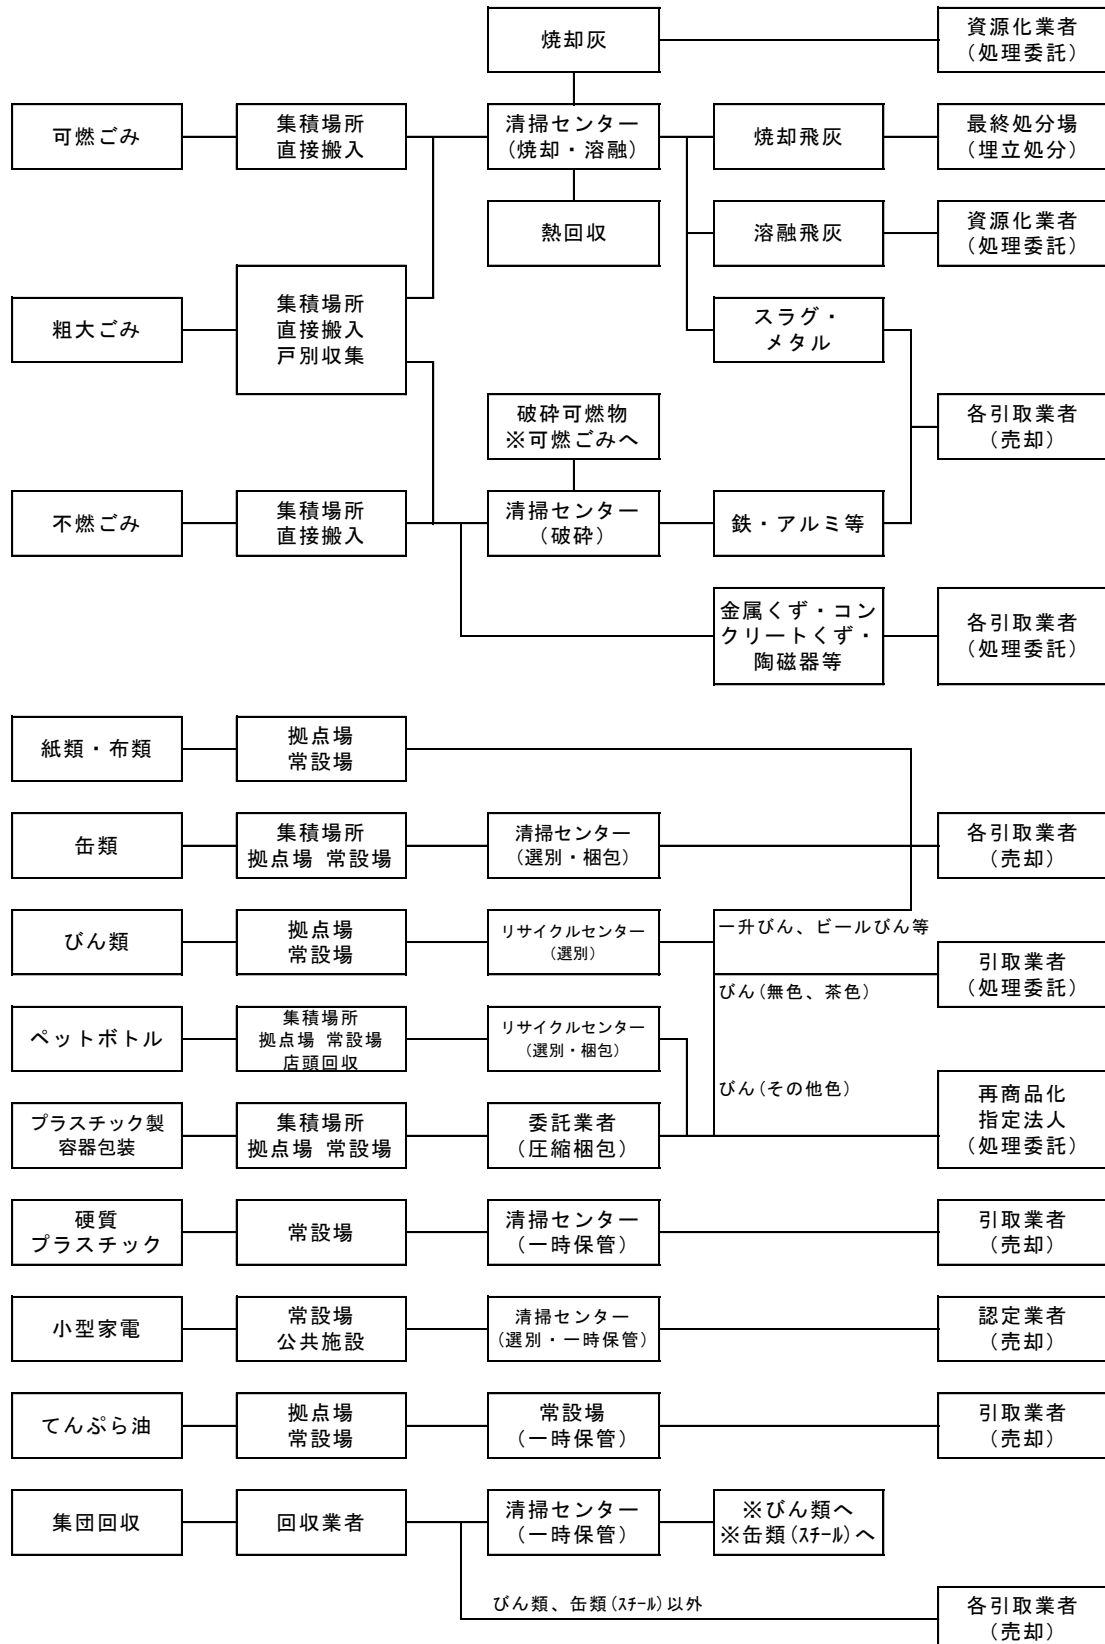 焼却灰
資源化業者
(処理委託)
可燃ごみ
集積場所
直接搬入
清掃センター
(焼却・溶融)
焼却飛灰
最終処分場
(埋立処分)
熱回収
溶融飛灰
資源化業者
(処理委託)
粗大ごみ
集積場所
直接搬入
戸別収集
スラグ・
メタル
破砕可燃物
※可燃ごみへ
各引取業者
(売却)
不燃ごみ
集積場所
直接搬入
清掃センター
(破砕)
鉄・アルミ等
金属くず・コン
クリートくず・
陶磁器等
各引取業者
(処理委託)
紙類・布類
拠点場
常設場
缶類
集積場所
拠点場 常設場
清掃センター
(選別・梱包)
各引取業者
(売却)
びん類
拠点場
常設場
リサイクルセンター
(選別)
一升びん、ビールびん等
びん(無色、茶色)
引取業者
(処理委託)
ペットボトル
集積場所
拠点場 常設場
店頭回収
リサイクルセンター
(選別・梱包)
びん(その他色)
プラスチック製
容器包装
集積場所
拠点場 常設場
委託業者
(圧縮梱包)
再商品化
指定法人
(処理委託)
硬質
プラスチック
常設場
清掃センター
(一時保管)
引取業者
(売却)
小型家電
常設場
公共施設
清掃センター
(選別・一時保管)
認定業者
(売却)
てんぷら油
拠点場
常設場
常設場
(一時保管)
引取業者
(売却)
集団回収
回収業者
清掃センター
(一時保管)
※びん類へ
※缶類(ｽﾁｰﾙ)へ
びん類、缶類(ｽﾁｰﾙ)以外
各引取業者
(売却)